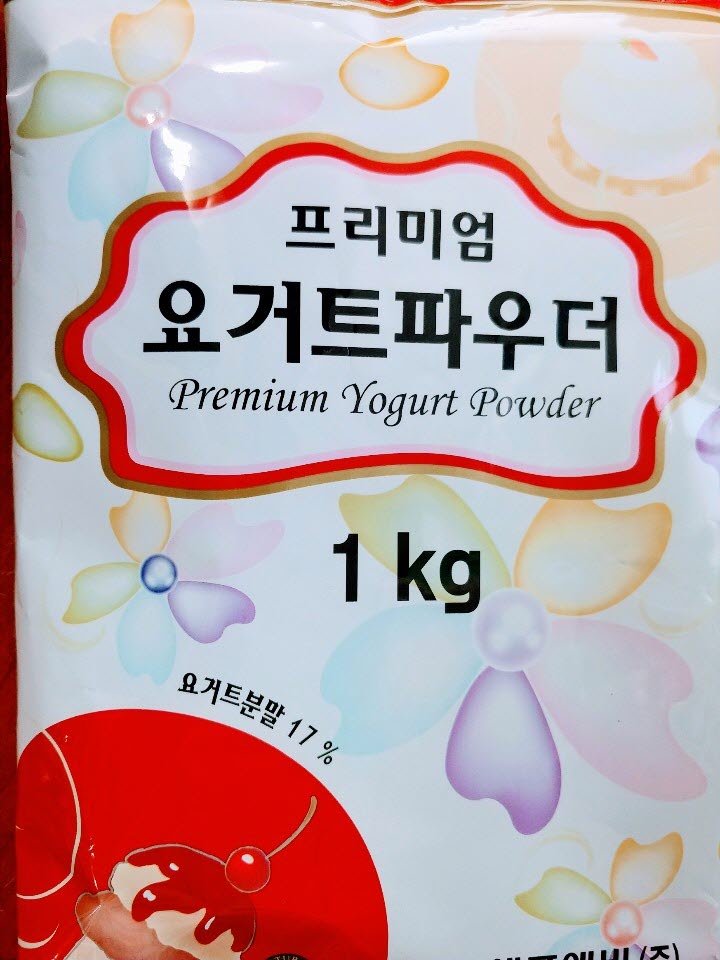 프리미엄
요거트파우더
Premium Yogurt Powder
1 kg
요거트분말 17 %
(주)